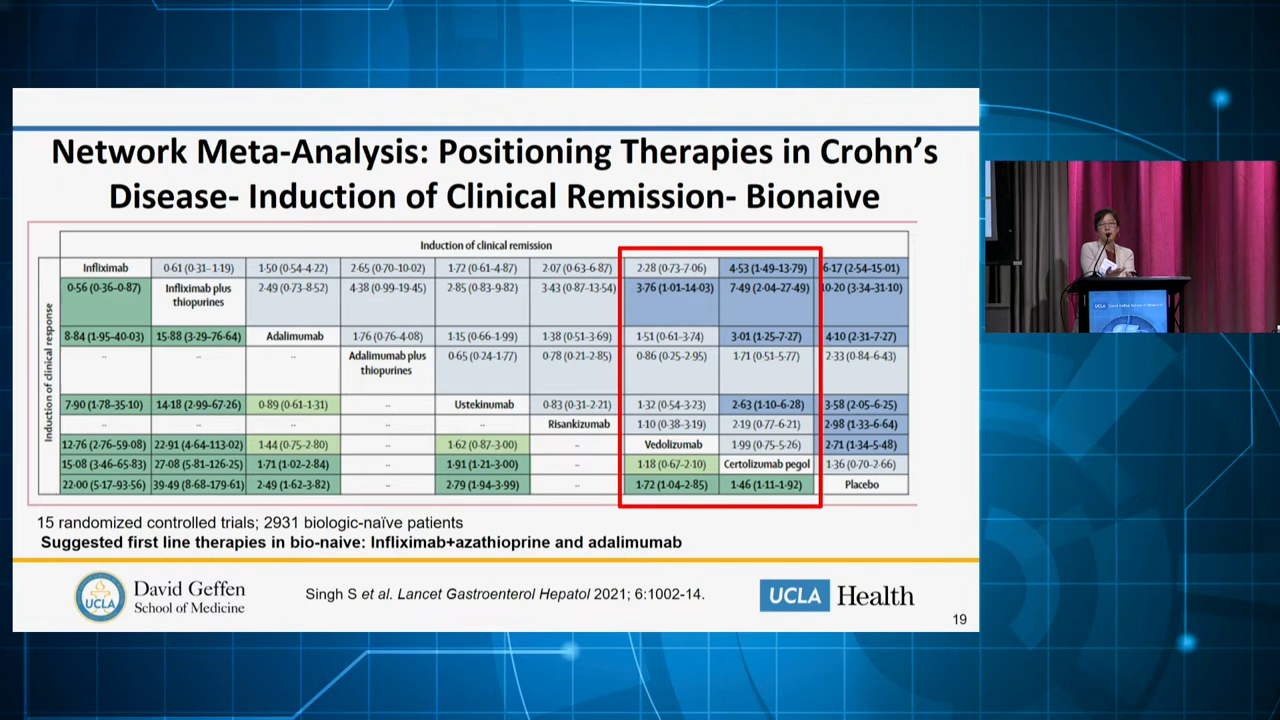 Network Meta-Analysis: Positioning Therapies in Crohn's
Disease- Induction of Clinical Remission- Bionaive
Induction of clinical remission
Induction of clinical response
Infliximab 0·61 (0·31–1·19) 1·50 (0·54–4·22) 2·65 (0·70–10·02) 1·72 (0·61–4·87) 2·07 (0·63–6·87) 2·28 (0·73–7·06) 4·53 (1·49–13·79) 6·17 (2·54–15·01)
0·56 (0·36–0·87) Infliximab plus 2·49 (0·73–8·52) 4·38 (0·99–19·45) 2·85 (0·83–9·82) 3·43 (0·87–13·54) 3·76 (1·01–14·03) 7·49 (2·04–27·49) 10·20 (3·34–31·10)
thiopurines
8·84 (1·95–40·03) 15·88 (3·29–76·64) Adalimumab 1·76 (0·76–4·08) 1·15 (0·66–1·99) 1·38 (0·51–3·69) 1·51 (0·61–3·74) 3·01 (1·25–7·27) 4·10 (2·31–7·27)
·· ·· ·· Adalimumab plus 0·65 (0·24–1·77) 0·78 (0·21–2·85) 0·86 (0·25–2·95) 1·71 (0·51–5·77) 2·33 (0·84–6·43)
thiopurines
7·90 (1·78–35·10) 14·18 (2·99–67·26) 0·89 (0·61–1·31) ·· Ustekinumab 0·83 (0·31–2·21) 1·32 (0·54–3·23) 2·63 (1·10–6·28) 3·58 (2·05–6·25)
·· ·· ·· ·· ·· Risankizumab 1·10 (0·38–3·19) 2·19 (0·77–6·21) 2·98 (1·33–6·64)
12·76 (2·76–59·08) 22·91 (4·64–113·02) 1·44 (0·75–2·80) ·· 1·62 (0·87–3·00) ·· Vedolizumab 1·99 (0·75–5·26) 2·71 (1·34–5·48)
15·08 (3·46–65·83) 27·08 (5·81–126·25) 1·71 (1·02–2·84) ·· 1·91 (1·21–3·00) ·· 1·18 (0·67–2·10) Certolizumab pegol 1·36 (0·70–2·66)
22·00 (5·17–93·56) 39·49 (8·68–179·61) 2·49 (1·62–3·82) ·· 2·79 (1·94–3·99) ·· 1·72 (1·04–2·85) 1·46 (1·11–1·92) Placebo
15 randomized controlled trials; 2931 biologic-naïve patients
Suggested first line therapies in bio-naive: Infliximab+azathioprine and adalimumab
UCLA
David Geffen
School of Medicine
Singh S et al. Lancet Gastroenterol Hepatol 2021; 6:1002-14.
UCLA Health
19